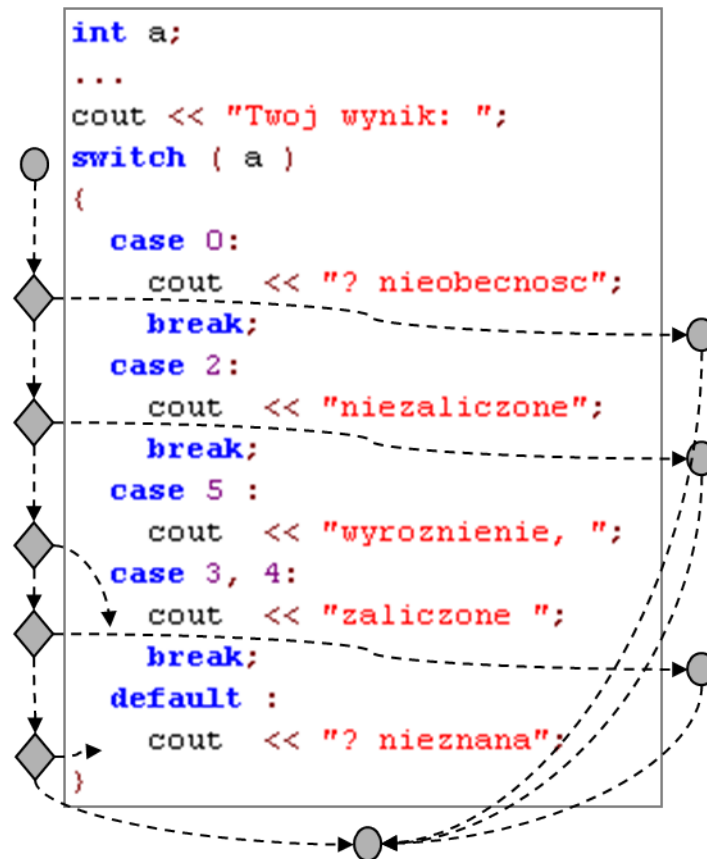 int a;
...
cout << "Twoj wynik: ";
switch ( a )
{
case 0:
cout << "? nieobecnosc";
break;
case 2:
cout << "niezaliczone";
break;
case 5 :
cout << "wyroznienie, ";
case 3, 4:
cout << "zaliczone ";
break;
default :
cout << "? nieznana";
}